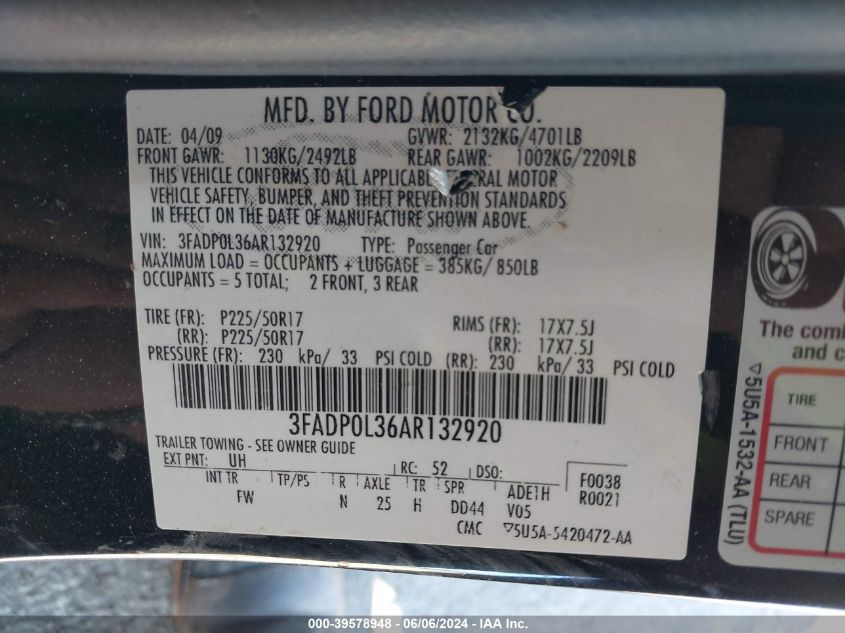 MFD. BY FORD MOTOR CO.
DATE: 04/09 GVWR: 2132KG/4701LB
FRONT GAWR: 1130KG/2492LB REAR GAWR: 1002KG/2209LB
THIS VEHICLE CONFORMS TO ALL APPLICABLE MOTOR
VEHICLE SAFETY, BUMPER, AND THEFT PREVENTION STANDARDS
IN EFFECT ON THE DATE OF MANUFACTURE SHOWN ABOVE.
VIN: 3FADP0L36AR132920 TYPE: Passenger Car
MAXIMUM LOAD = OCCUPANTS + LUGGAGE = 385KG/ 850LB
OCCUPANTS = 5 TOTAL; 2 FRONT, 3 REAR
TIRE (FR): P225/50R17 RIMS (FR): 17X7.5J
(RR): P225/50R17 (RR): 17X7.5J
PRESSURE (FR): 230 kPa/ 33 PSI COLD (RR): 230 kPa/ 33 PSI COLD
3FADP0L36AR132920
TRAILER TOWING - SEE OWNER GUIDE
EXT PNT: UH RC: 52 DSO: F0038
INT TR TP/PS R AXLE TR SPR ADE1H R0021
FW N 25 H DD44 V05
CMC ▽5U5A-5420472-AA
The
and
▽5U5A-1532-AA (TLU)
TIRE
FRONT
REAR
SPARE
000-39578948 - 06/06/2024 - IAA Inc.